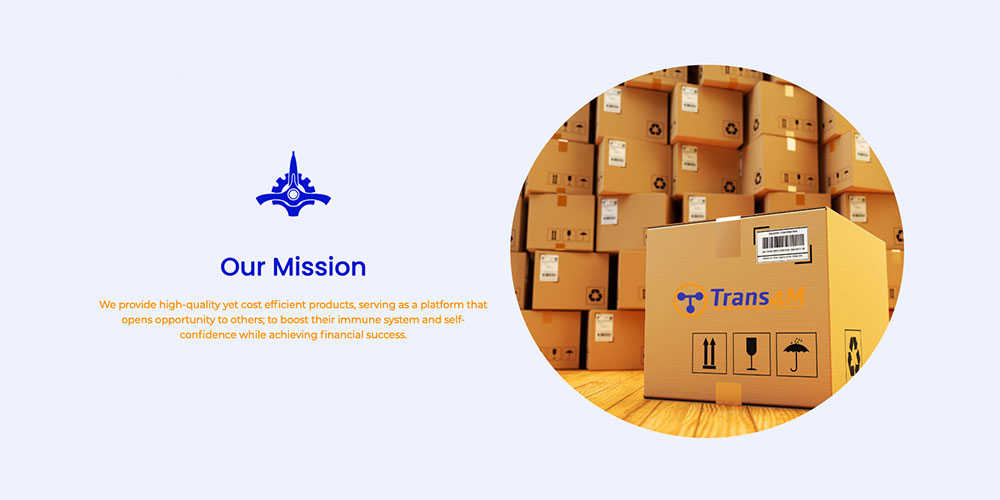 Our Mission
We provide high-quality yet cost efficient products, serving as a platform that
opens opportunity to others; to boost their immune system and self-
confidence while achieving financial success.
Trans4M